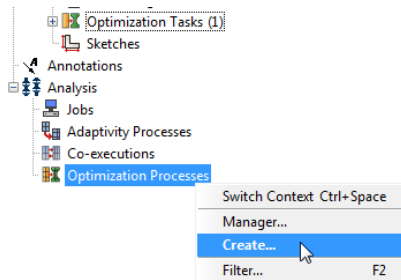 Optimization Tasks (1)
Sketches
Annotations
Analysis
Jobs
Adaptivity Processes
Co-executions
Optimization Processes
Switch Context Ctrl+Space
Manager...
Create...
Filter... F2